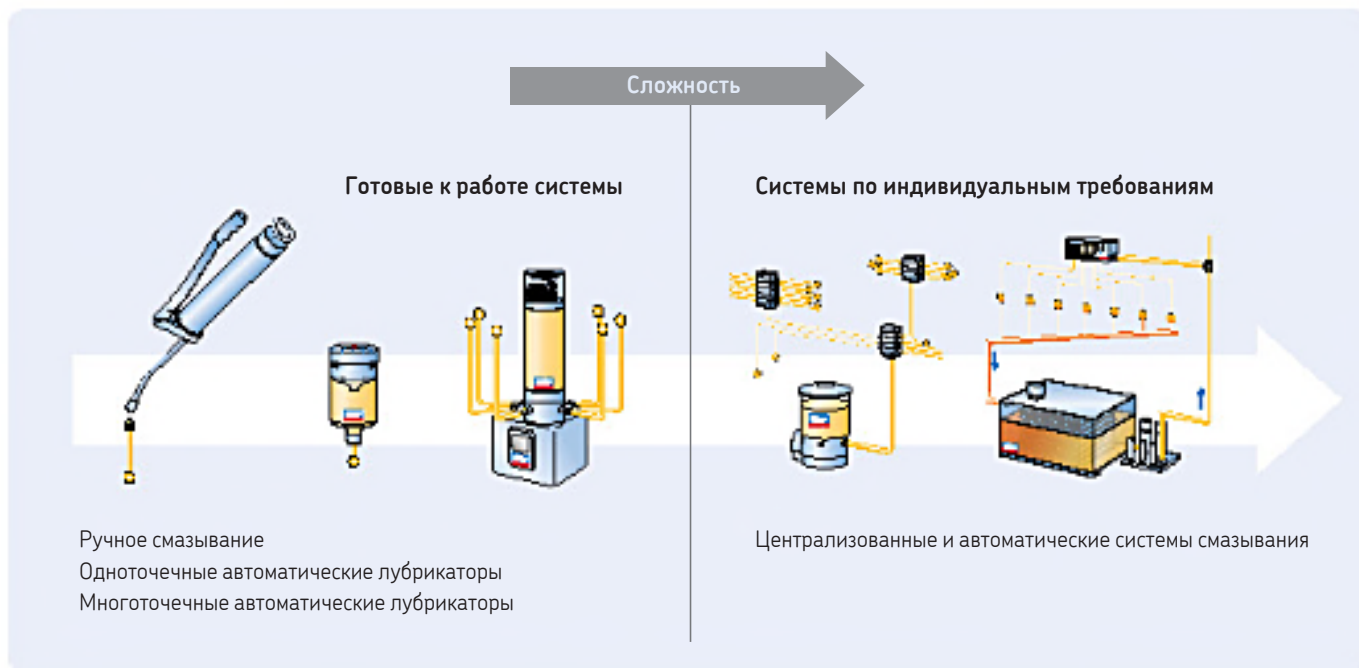 Сложность
Готовые к работе системы
Системы по индивидуальным требованиям
Ручное смазывание
Одноточечные автоматические лубрикаторы
Многоточечные автоматические лубрикаторы
Централизованные и автоматические системы смазывания